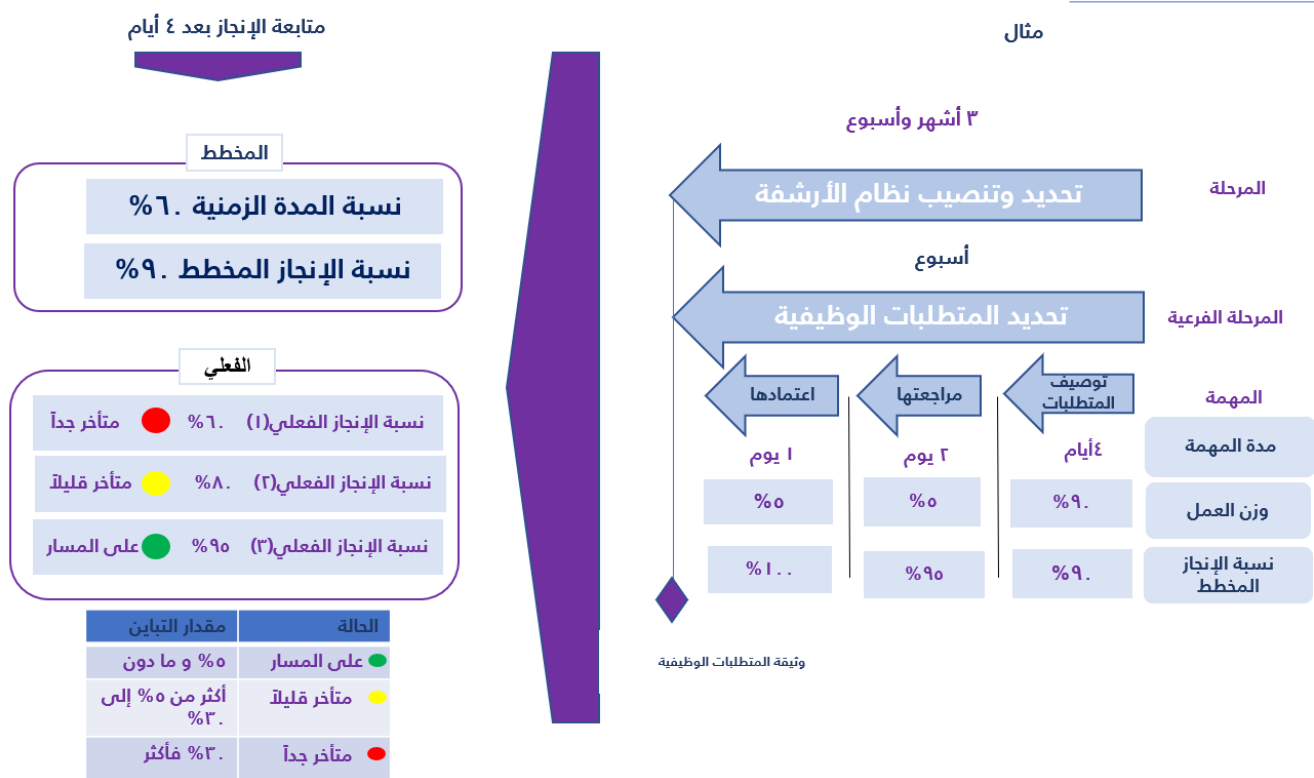 مثال
٣ أشهر وأسبوع
المرحلة
تحديد وتنصيب نظام الأرشفة
أسبوع
المرحلة الفرعية
تحديد المتطلبات الوظيفية
المهمة
توصيف
المتطلبات
مراجعتها
اعتمادها
مدة المهمة
٤أيام
٢ يوم
١ يوم
وزن العمل
٩٠%
٥%
٥%
نسبة الإنجاز
المخطط
٩٠%
٩٥%
١٠٠%
وثيقة المتطلبات الوظيفية
متابعة الإنجاز بعد ٤ أيام
المخطط
نسبة المدة الزمنية ٦٠%
نسبة الإنجاز المخطط ٩٠%
الفعلي
نسبة الإنجاز الفعلي(١) ٦٠% متأخر جداً
نسبة الإنجاز الفعلي(٢) ٨٠% متأخر قليلاً
نسبة الإنجاز الفعلي(٣) ٩٥% على المسار
الحالة مقدار التباين
على المسار ٥% و ما دون
متأخر قليلاً أكثر من ٥% إلى
٣٠%
متأخر جداً ٣٠% فأكثر